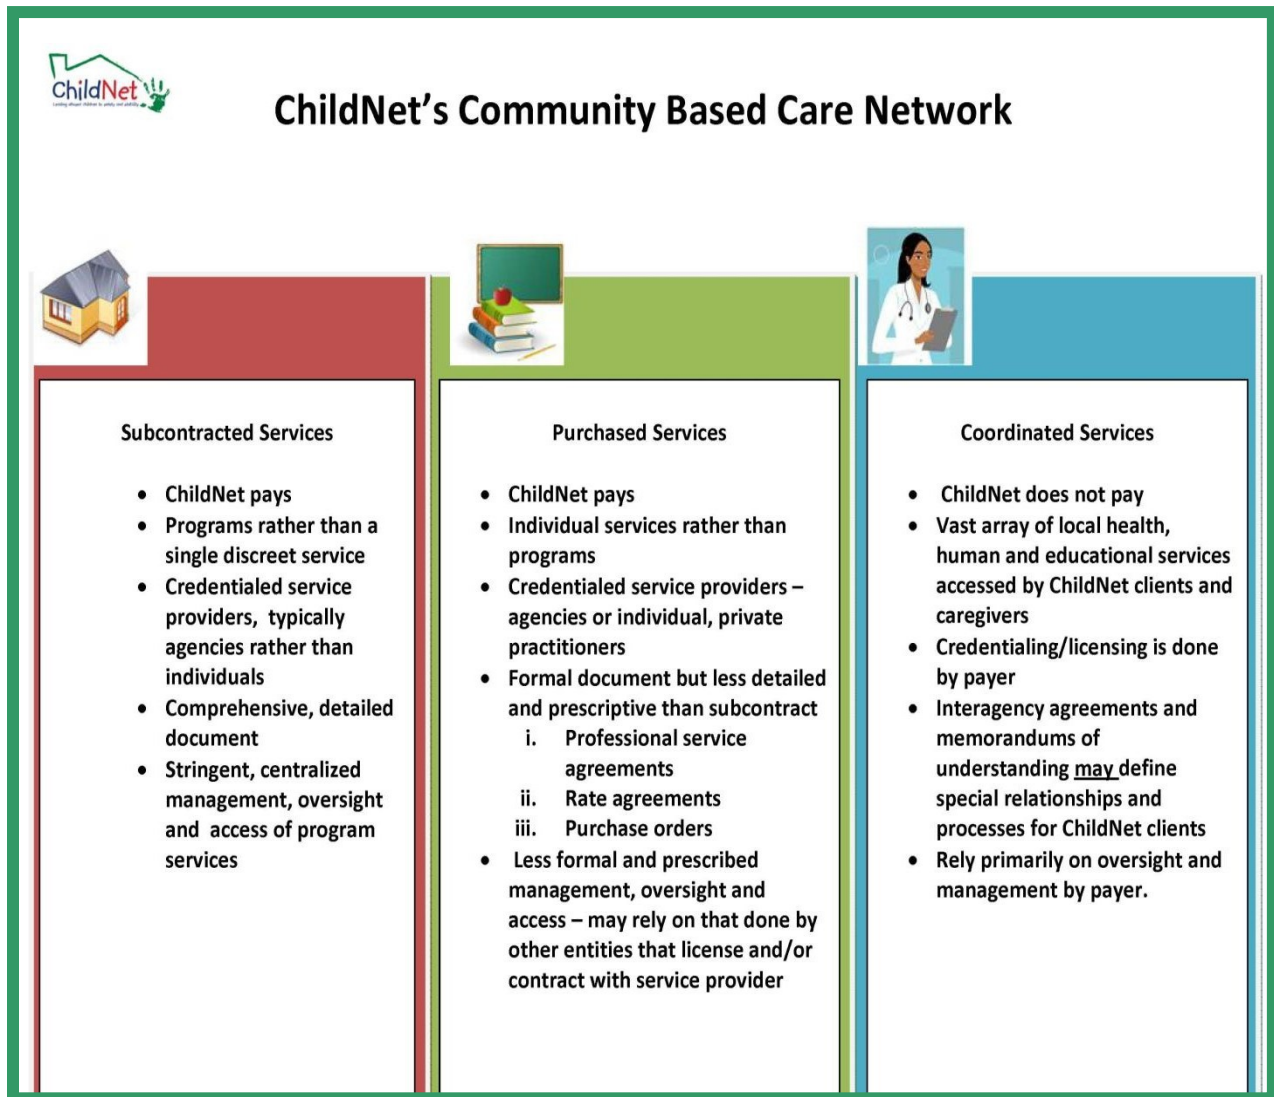 ChildNet
ChildNet’s Community Based Care Network
Subcontracted Services
• ChildNet pays
• Programs rather than a
single discreet service
• Credentialed service
providers, typically
agencies rather than
individuals
• Comprehensive, detailed
document
• Stringent, centralized
management, oversight
and access of program
services
Purchased Services
• ChildNet pays
• Individual services rather than
programs
• Credentialed service providers –
agencies or individual, private
practitioners
• Formal document but less detailed
and prescriptive than subcontract
i. Professional service
agreements
ii. Rate agreements
iii. Purchase orders
• Less formal and prescribed
management, oversight and
access – may rely on that done by
other entities that license and/or
contract with service provider
Coordinated Services
• ChildNet does not pay
• Vast array of local health,
human and educational services
accessed by ChildNet clients and
caregivers
• Credentialing/licensing is done
by payer
• Interagency agreements and
memorandums of
understanding may define
special relationships and
processes for ChildNet clients
• Rely primarily on oversight and
management by payer.